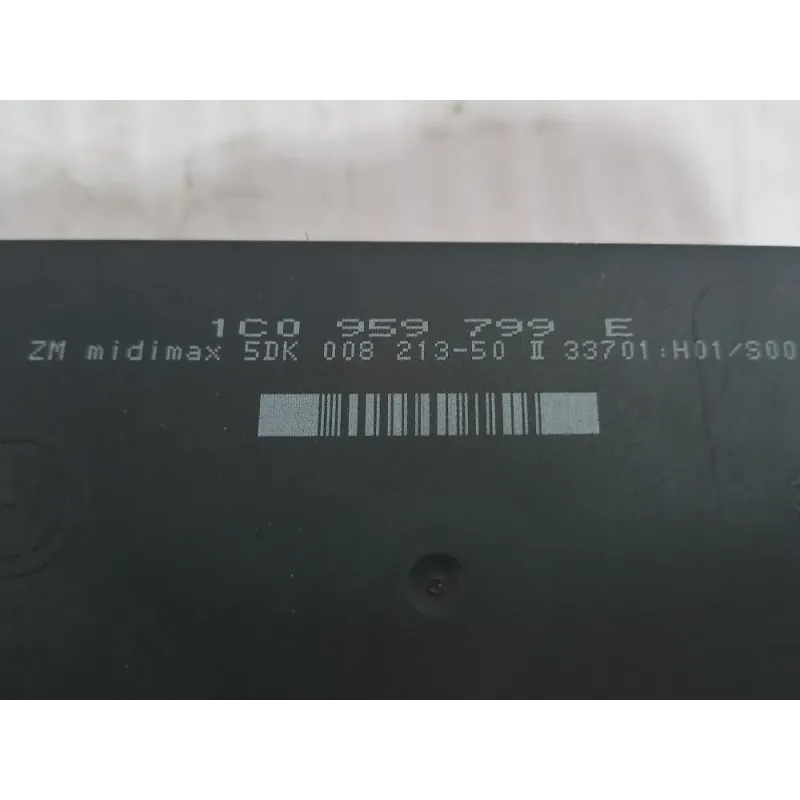 1C0 959 799 E
ZM midimax 5DK 008 213-50 II 33701:H01/S00